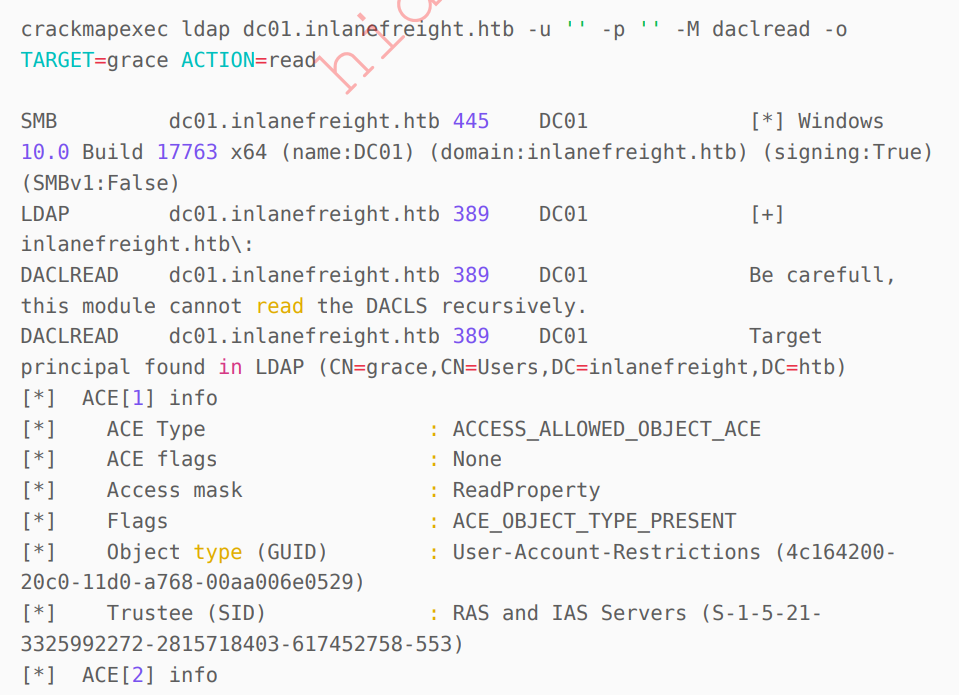 crackmapexec ldap dc01.inlanefreight.htb -u '' -p '' -M daclread -o
TARGET=grace ACTION=read
SMB dc01.inlanefreight.htb 445 DC01 [*] Windows
10.0 Build 17763 x64 (name:DC01) (domain:inlanefreight.htb) (signing:True)
(SMBv1:False)
LDAP dc01.inlanefreight.htb 389 DC01 [+]
inlanefreight.htb\:
DACLREAD dc01.inlanefreight.htb 389 DC01 Be carefull,
this module cannot read the DACLS recursively.
DACLREAD dc01.inlanefreight.htb 389 DC01 Target
principal found in LDAP (CN=grace,CN=Users,DC=inlanefreight,DC=htb)
[*] ACE[1] info
[*] ACE Type : ACCESS_ALLOWED_OBJECT_ACE
[*] ACE flags : None
[*] Access mask : ReadProperty
[*] Flags : ACE_OBJECT_TYPE_PRESENT
[*] Object type (GUID) : User-Account-Restrictions (4c164200-
20c0-11d0-a768-00aa006e0529)
[*] Trustee (SID) : RAS and IAS Servers (S-1-5-21-
3325992272-2815718403-617452758-553)
[*] ACE[2] info